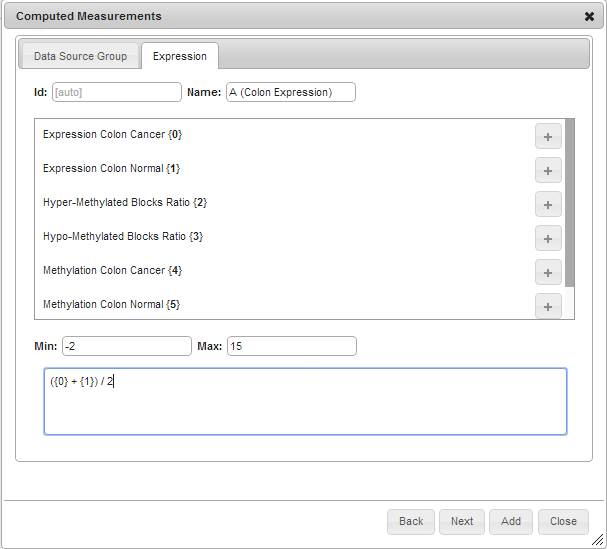 Computed Measurements
Data Source Group Expression
Id: [auto] Name: A (Colon Expression)
Expression Colon Cancer {0}
Expression Colon Normal {1}
Hyper-Methylated Blocks Ratio {2}
Hypo-Methylated Blocks Ratio {3}
Methylation Colon Cancer {4}
Methylation Colon Normal {5}
Min: -2 Max: 15
({0} + {1}) / 2
Back Next Add Close